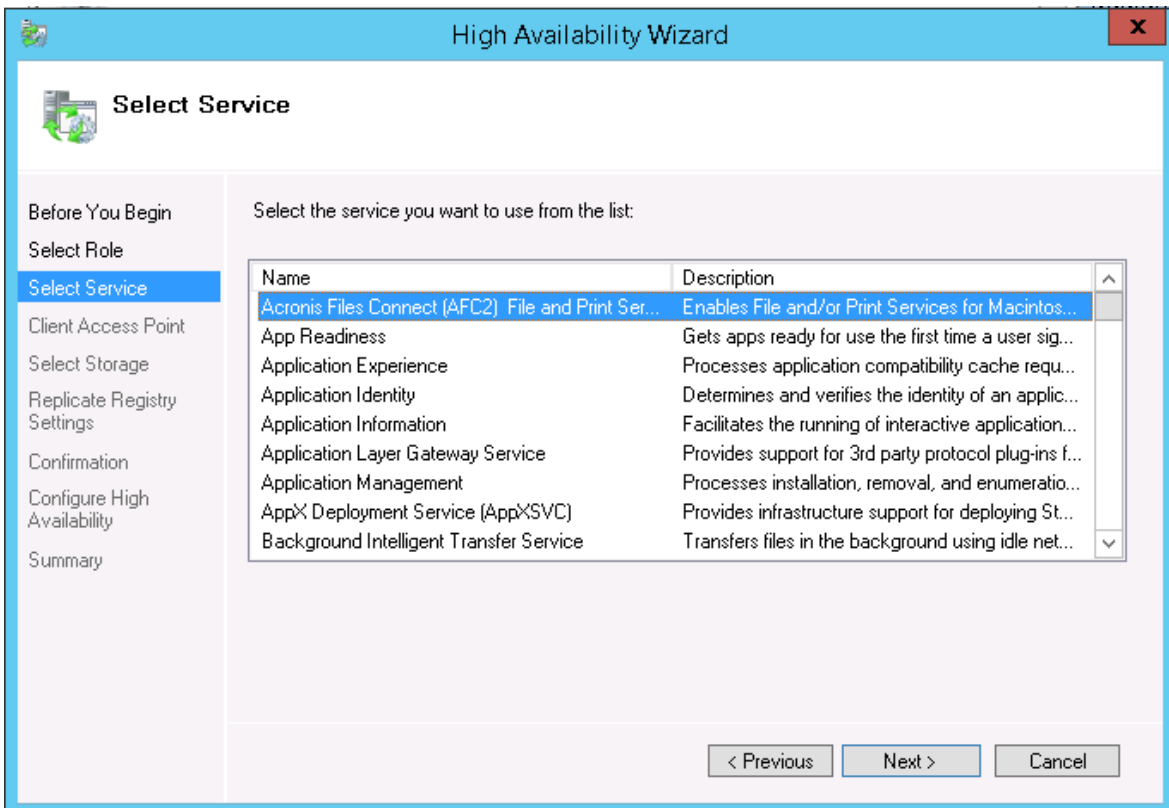 High Availability Wizard
X
Select Service
Before You Begin
Select Role
Select Service
Client Access Point
Select Storage
Replicate Registry
Settings
Confirmation
Configure High
Availability
Summary
Select the service you want to use from the list:
Name Description
Acronis Files Connect (AFC2) File and Print Ser... Enables File and/or Print Services for Macintos...
App Readiness Gets apps ready for use the first time a user sig...
Application Experience Processes application compatibility cache requ...
Application Identity Determines and verifies the identity of an applic...
Application Information Facilitates the running of interactive application...
Application Layer Gateway Service Provides support for 3rd party protocol plug-ins f...
Application Management Processes installation, removal, and enumeratio...
AppX Deployment Service (AppXSVC) Provides infrastructure support for deploying St...
Background Intelligent Transfer Service Transfers files in the background using idle net...
< Previous Next > Cancel